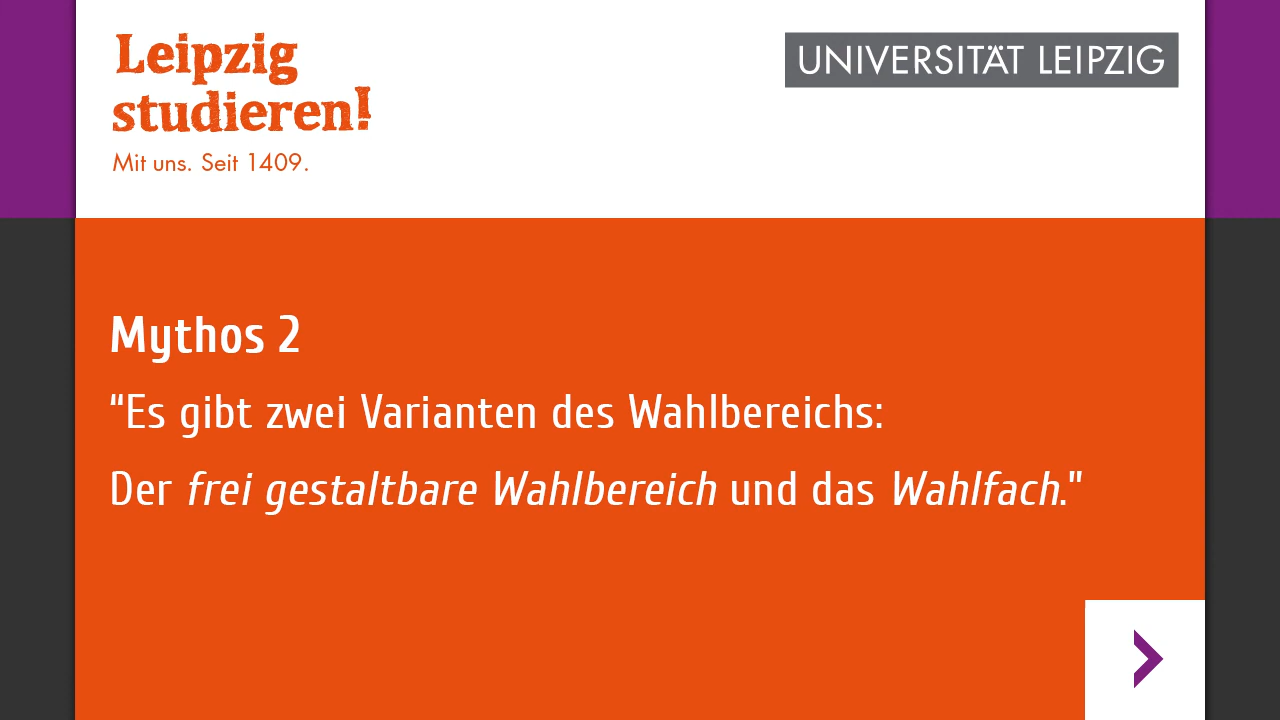 Leipzig
studieren!
Mit uns. Seit 1409.
UNIVERSITÄT LEIPZIG
Mythos 2
“Es gibt zwei Varianten des Wahlbereichs:
Der frei gestaltbare Wahlbereich und das Wahlfach.”